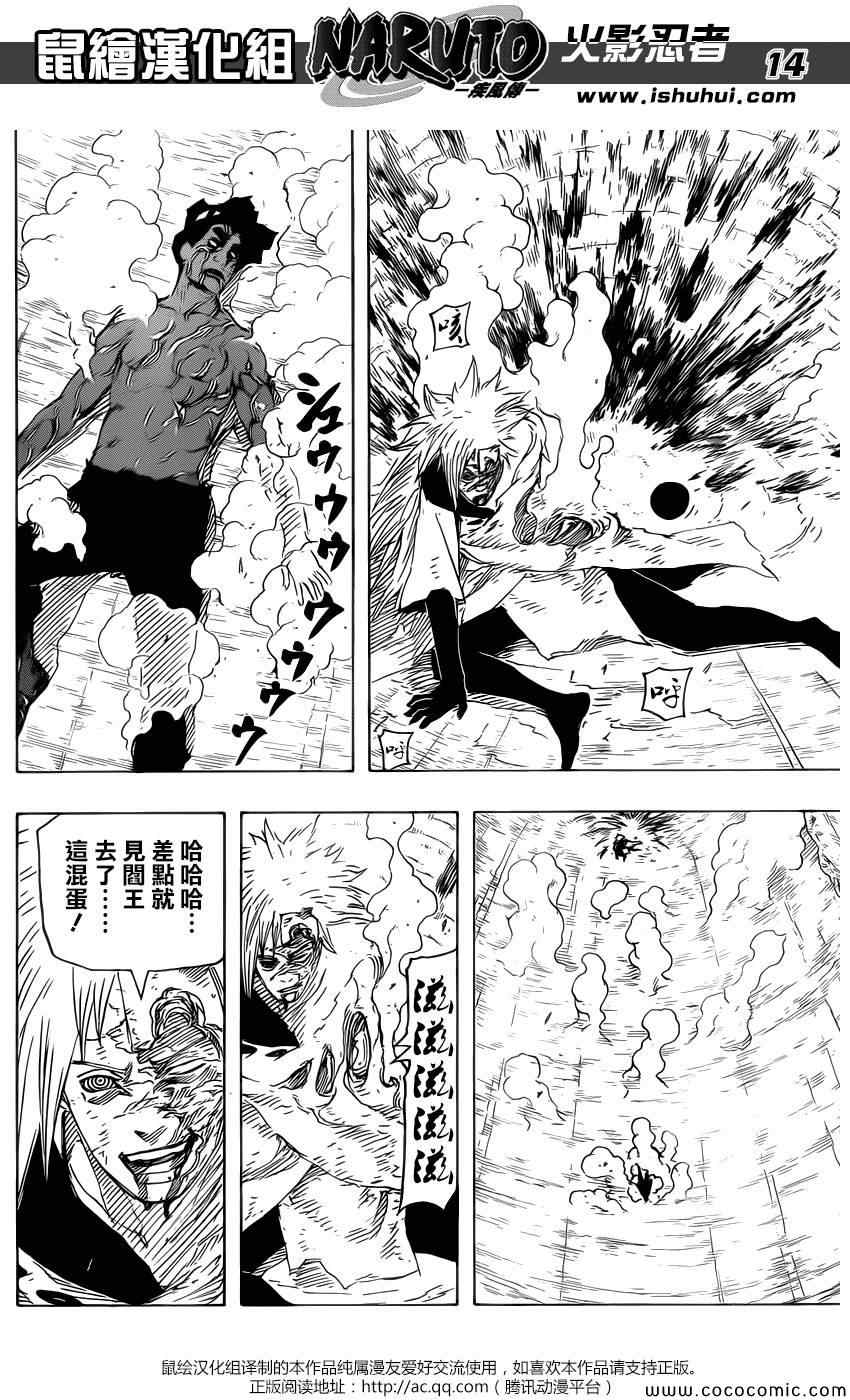 鼠繪漢化組
NARUTO
-疾風傳-
火影忍者
14
www.ishuhui.com
咳
呼
呼
シュウウウウウウウ
滋滋滋滋滋
哈哈哈…
差點就
見閻王
去了……
這混蛋！
鼠绘汉化组译制的本作品纯属漫友爱好交流使用，如喜欢本作品请支持正版。
正版阅读地址：http://ac.qq.com（腾讯动漫平台）
www.cococomic.com